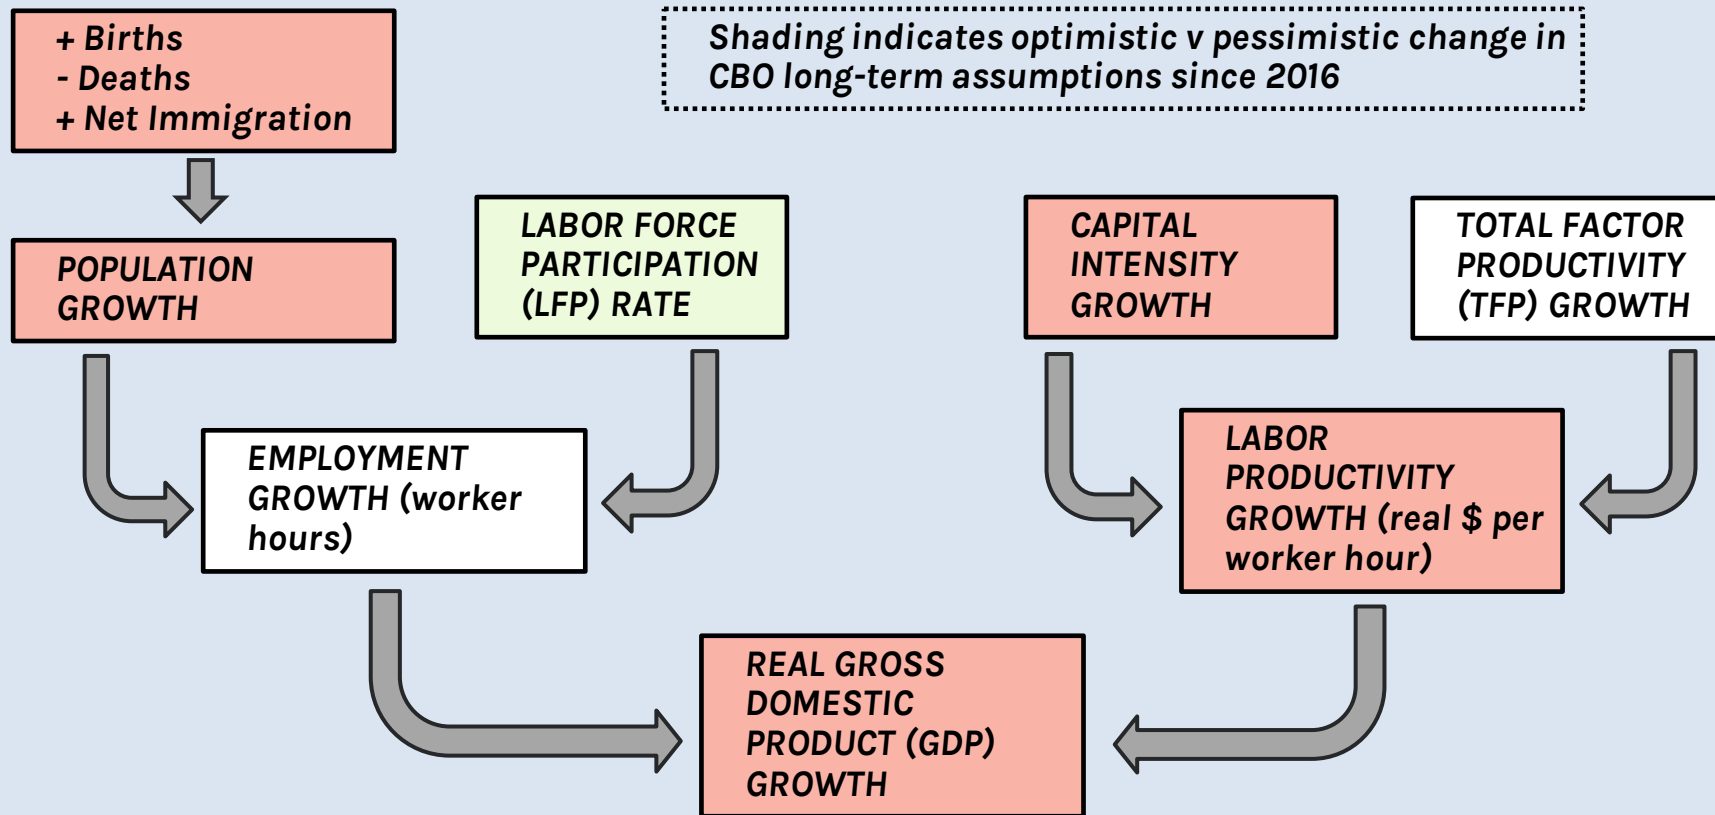 + Births
- Deaths
+ Net Immigration
Shading indicates optimistic v pessimistic change in
CBO long-term assumptions since 2016
POPULATION
GROWTH
LABOR FORCE
PARTICIPATION
(LFP) RATE
CAPITAL
INTENSITY
GROWTH
TOTAL FACTOR
PRODUCTIVITY
(TFP) GROWTH
EMPLOYMENT
GROWTH (worker
hours)
LABOR
PRODUCTIVITY
GROWTH (real $ per
worker hour)
REAL GROSS
DOMESTIC
PRODUCT (GDP)
GROWTH